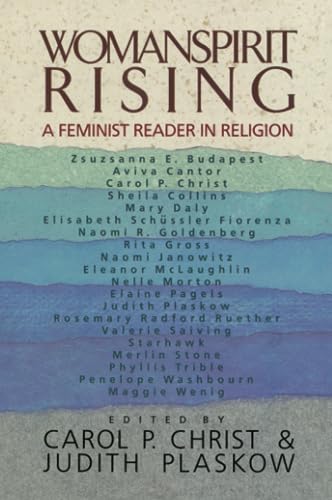 WOMANSPIRIT
RISING
A FEMINIST READER IN RELIGION
Zsuzsanna E. Budapest
Aviva Cantor
Carol P. Christ
Sheila Collins
Mary Daly
Elisabeth Schüssler Fiorenza
Naomi R. Goldenberg
Rita Gross
Naomi Janowitz
Eleanor McLaughlin
Nelle Morton
Elaine Pagels
Judith Plaskow
Rosemary Radford Ruether
Valerie Saiving
Starhawk
Merlin Stone
Phyllis Trible
Penelope Washbourn
Maggie Wenig
EDITED BY
CAROL P. CHRIST &
JUDITH PLASKOW